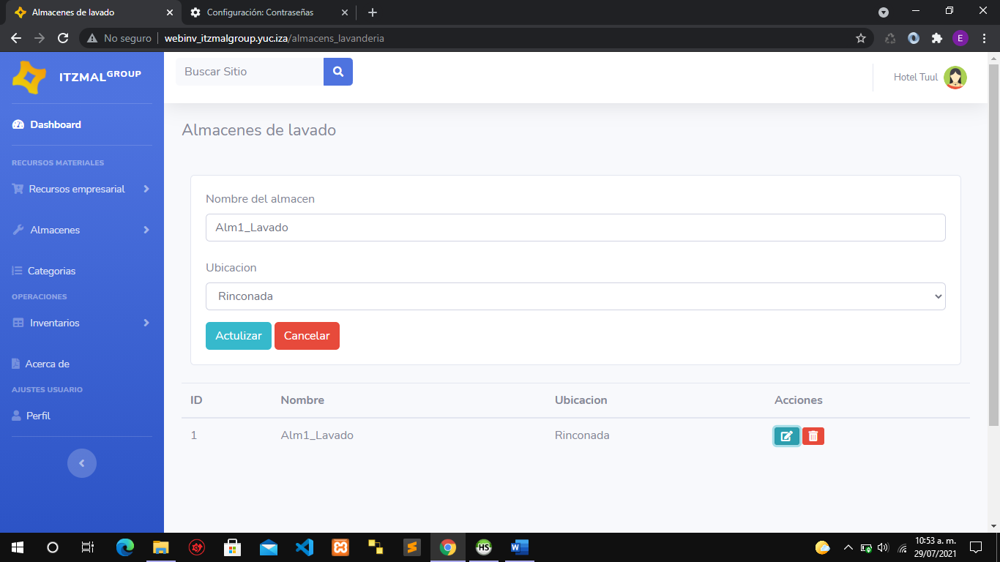 Almacenes de lavado
Configuración: Contraseñas
No seguro
webinv_itzmalgroup.yuc.iza/almacens_lavanderia
E
ITZMALGROUP
Buscar Sitio
Hotel Tuul
Dashboard
RECURSOS MATERIALES
Recursos empresarial
Almacenes
Categorias
OPERACIONES
Inventarios
Acerca de
AJUSTES USUARIO
Perfil
Almacenes de lavado
Nombre del almacen
Alm1_Lavado
Ubicacion
Rinconada
Actulizar Cancelar
ID Nombre Ubicacion Acciones
1 Alm1_Lavado Rinconada
HS
W
10:53 a. m.
29/07/2021